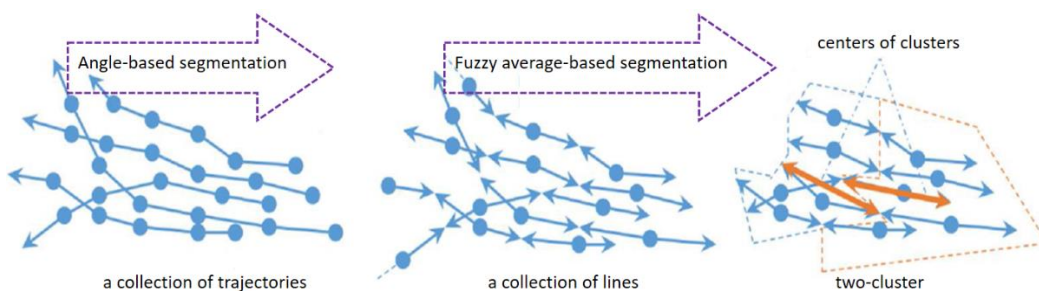 Angle-based segmentation
Fuzzy average-based segmentation
centers of clusters
a collection of trajectories
a collection of lines
two-cluster